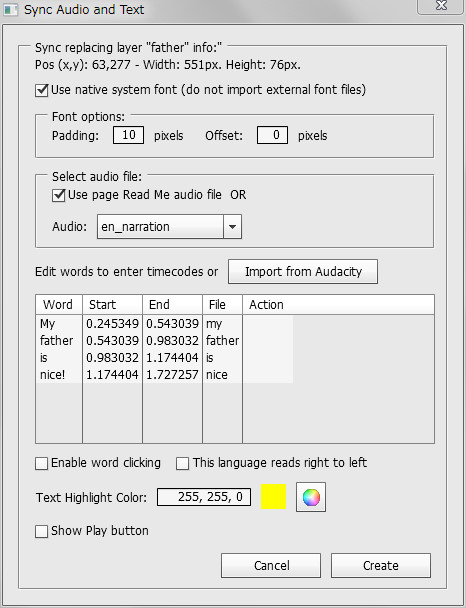 Sync Audio and Text
Sync replacing layer "father" info:"
Pos (x,y): 63,277 - Width: 551px. Height: 76px.
Use native system font (do not import external font files)
Font options:
Padding: 10 pixels Offset: 0 pixels
Select audio file:
Use page Read Me audio file OR
Audio: en_narration
Edit words to enter timecodes or Import from Audacity
Word Start End File Action
My 0.245349 0.543039 my
father 0.543039 0.983032 father
is 0.983032 1.174404 is
nice! 1.174404 1.727257 nice
Enable word clicking This language reads right to left
Text Highlight Color: 255, 255, 0
Show Play button
Cancel Create